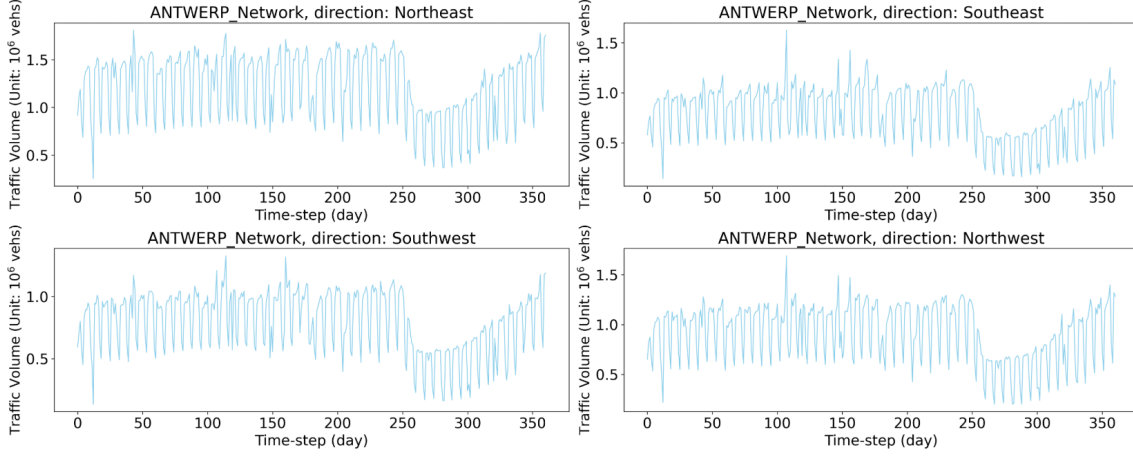 ANTWERP_Network, direction: Northeast
Traffic Volume (Unit: 10⁶ vehs)
1.5
1.0
0.5
0 50 100 150 200 250 300 350
Time-step (day)
ANTWERP_Network, direction: Southeast
Traffic Volume (Unit: 10⁶ vehs)
1.5
1.0
0.5
0 50 100 150 200 250 300 350
Time-step (day)
ANTWERP_Network, direction: Southwest
Traffic Volume (Unit: 10⁶ vehs)
1.0
0.5
0 50 100 150 200 250 300 350
Time-step (day)
ANTWERP_Network, direction: Northwest
Traffic Volume (Unit: 10⁶ vehs)
1.5
1.0
0.5
0 50 100 150 200 250 300 350
Time-step (day)